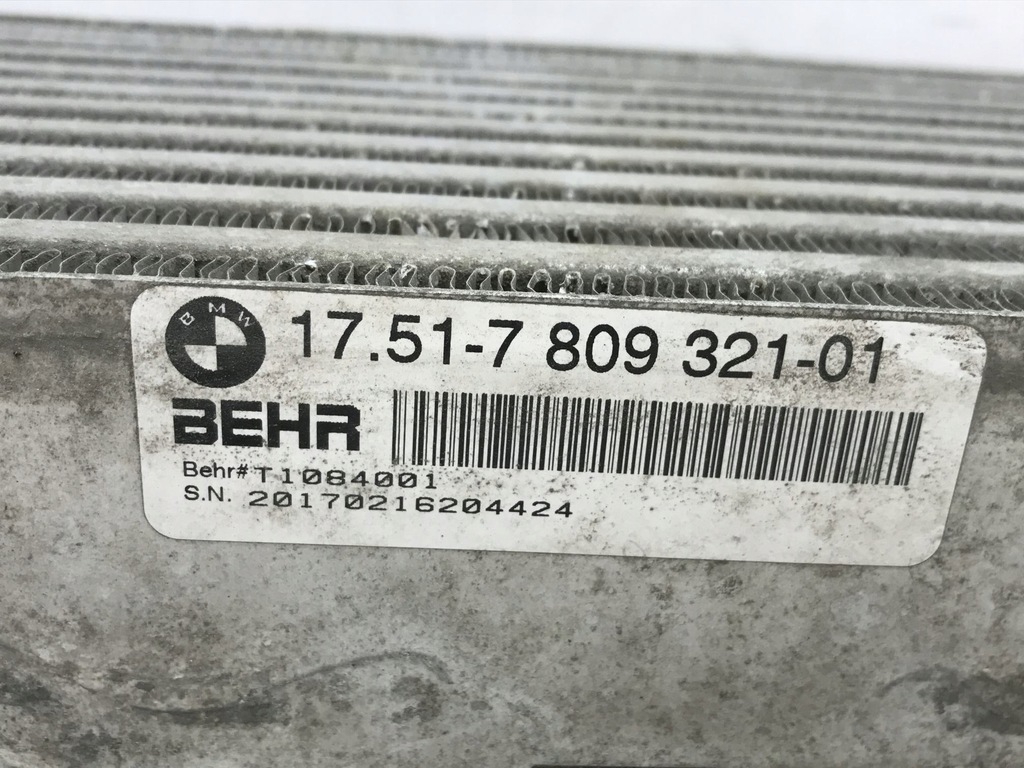 BMW 17.51-7 809 321-01
BEHR
Behr# T1084001
S.N. 20170216204424